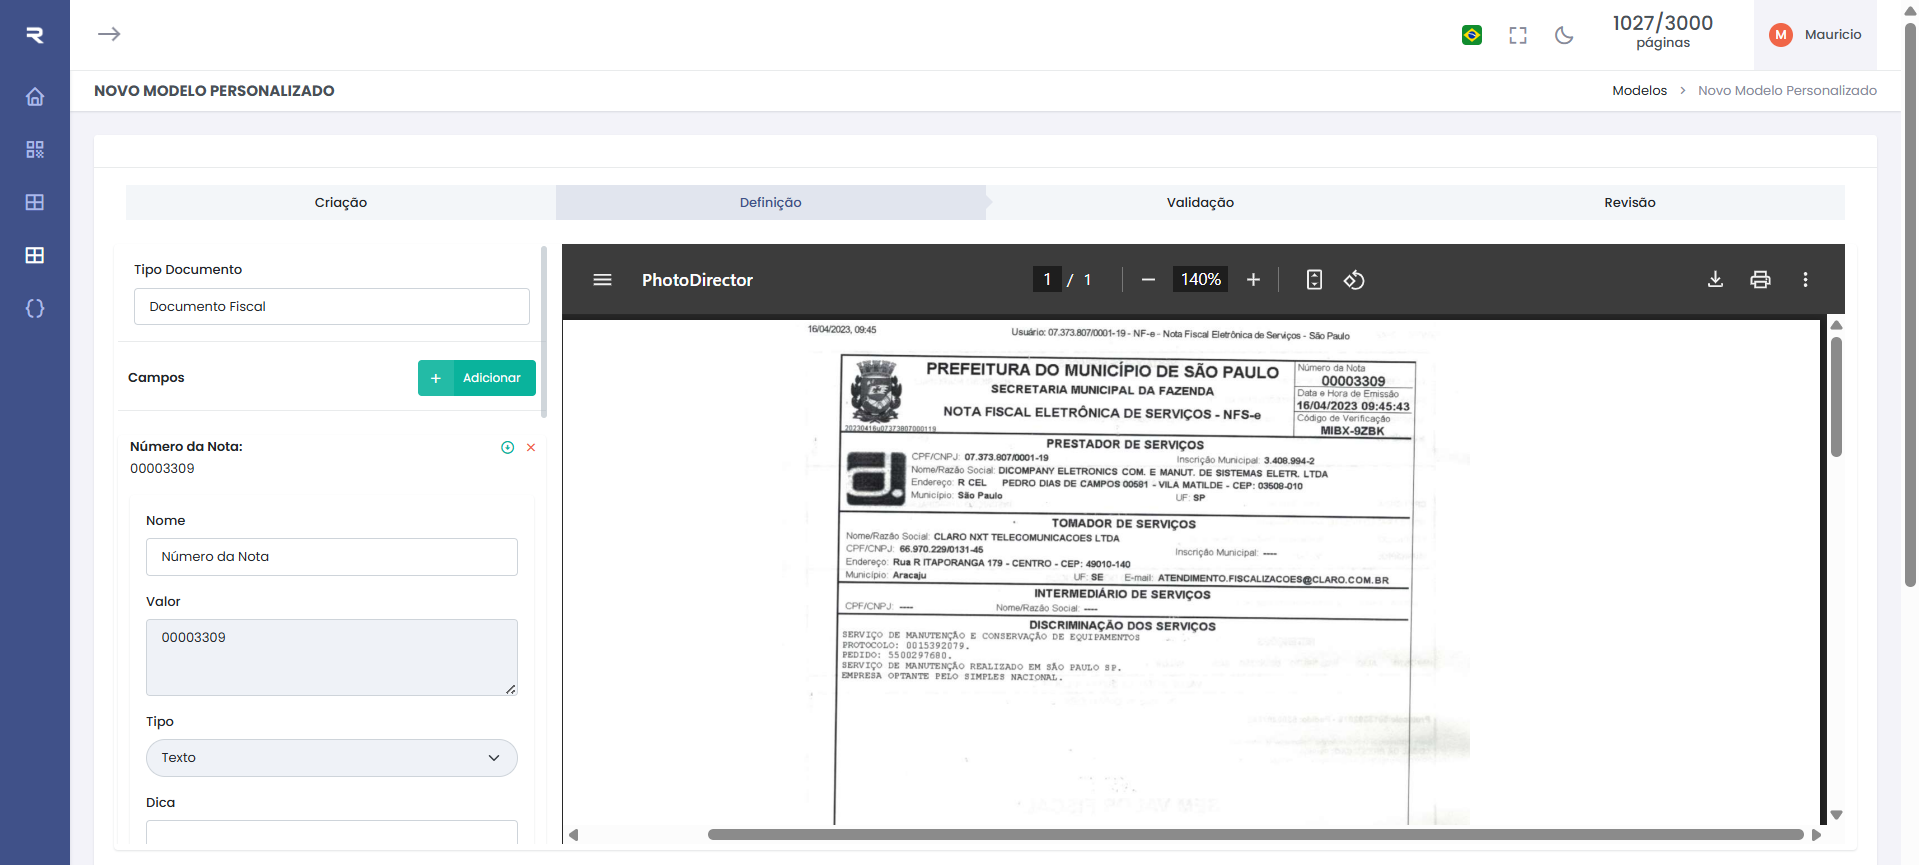 R
1027/3000
páginas
M
Mauricio
NOVO MODELO PERSONALIZADO
Modelos > Novo Modelo Personalizado
Criação
Definição
Validação
Revisão
Tipo Documento
Documento Fiscal
Campos
+ Adicionar
Número da Nota:
00003309
Nome
Número da Nota
Valor
00003309
Tipo
Texto
Dica
PhotoDirector
1 / 1
140%
16/04/2023, 09:45
Usuário: 07.373.807/0001-19 - NF-e - Nota Fiscal Eletrônica de Serviços - São Paulo
PREFEITURA DO MUNICÍPIO DE SÃO PAULO
SECRETARIA MUNICIPAL DA FAZENDA
NOTA FISCAL ELETRÔNICA DE SERVIÇOS - NFS-e
20230416u07373807000119
Número da Nota
00003309
Data e Hora de Emissão
16/04/2023 09:45:43
Código de Verificação
MIBX-9ZBK
PRESTADOR DE SERVIÇOS
CPF/CNPJ: 07.373.807/0001-19 Inscrição Municipal: 3.408.994-2
Nome/Razão Social: DICOMPANY ELETRONICS COM. E MANUT. DE SISTEMAS ELETR. LTDA
Endereço: R CEL PEDRO DIAS DE CAMPOS 00581 - VILA MATILDE - CEP: 03508-010
Município: São Paulo UF: SP
TOMADOR DE SERVIÇOS
Nome/Razão Social: CLARO NXT TELECOMUNICACOES LTDA
CPF/CNPJ: 66.970.229/0131-45 Inscrição Municipal: ----
Endereço: Rua R ITAPORANGA 179 - CENTRO - CEP: 49010-140
Município: Aracaju UF: SE E-mail: ATENDIMENTO.FISCALIZACOES@CLARO.COM.BR
INTERMEDIÁRIO DE SERVIÇOS
CPF/CNPJ: ---- Nome/Razão Social: ----
DISCRIMINAÇÃO DOS SERVIÇOS
SERVIÇO DE MANUTENÇÃO E CONSERVAÇÃO DE EQUIPAMENTOS
PROTOCOLO: 0015392079.
PEDIDO: 5500297680.
SERVIÇO DE MANUTENÇÃO REALIZADO EM SÃO PAULO SP.
EMPRESA OPTANTE PELO SIMPLES NACIONAL.